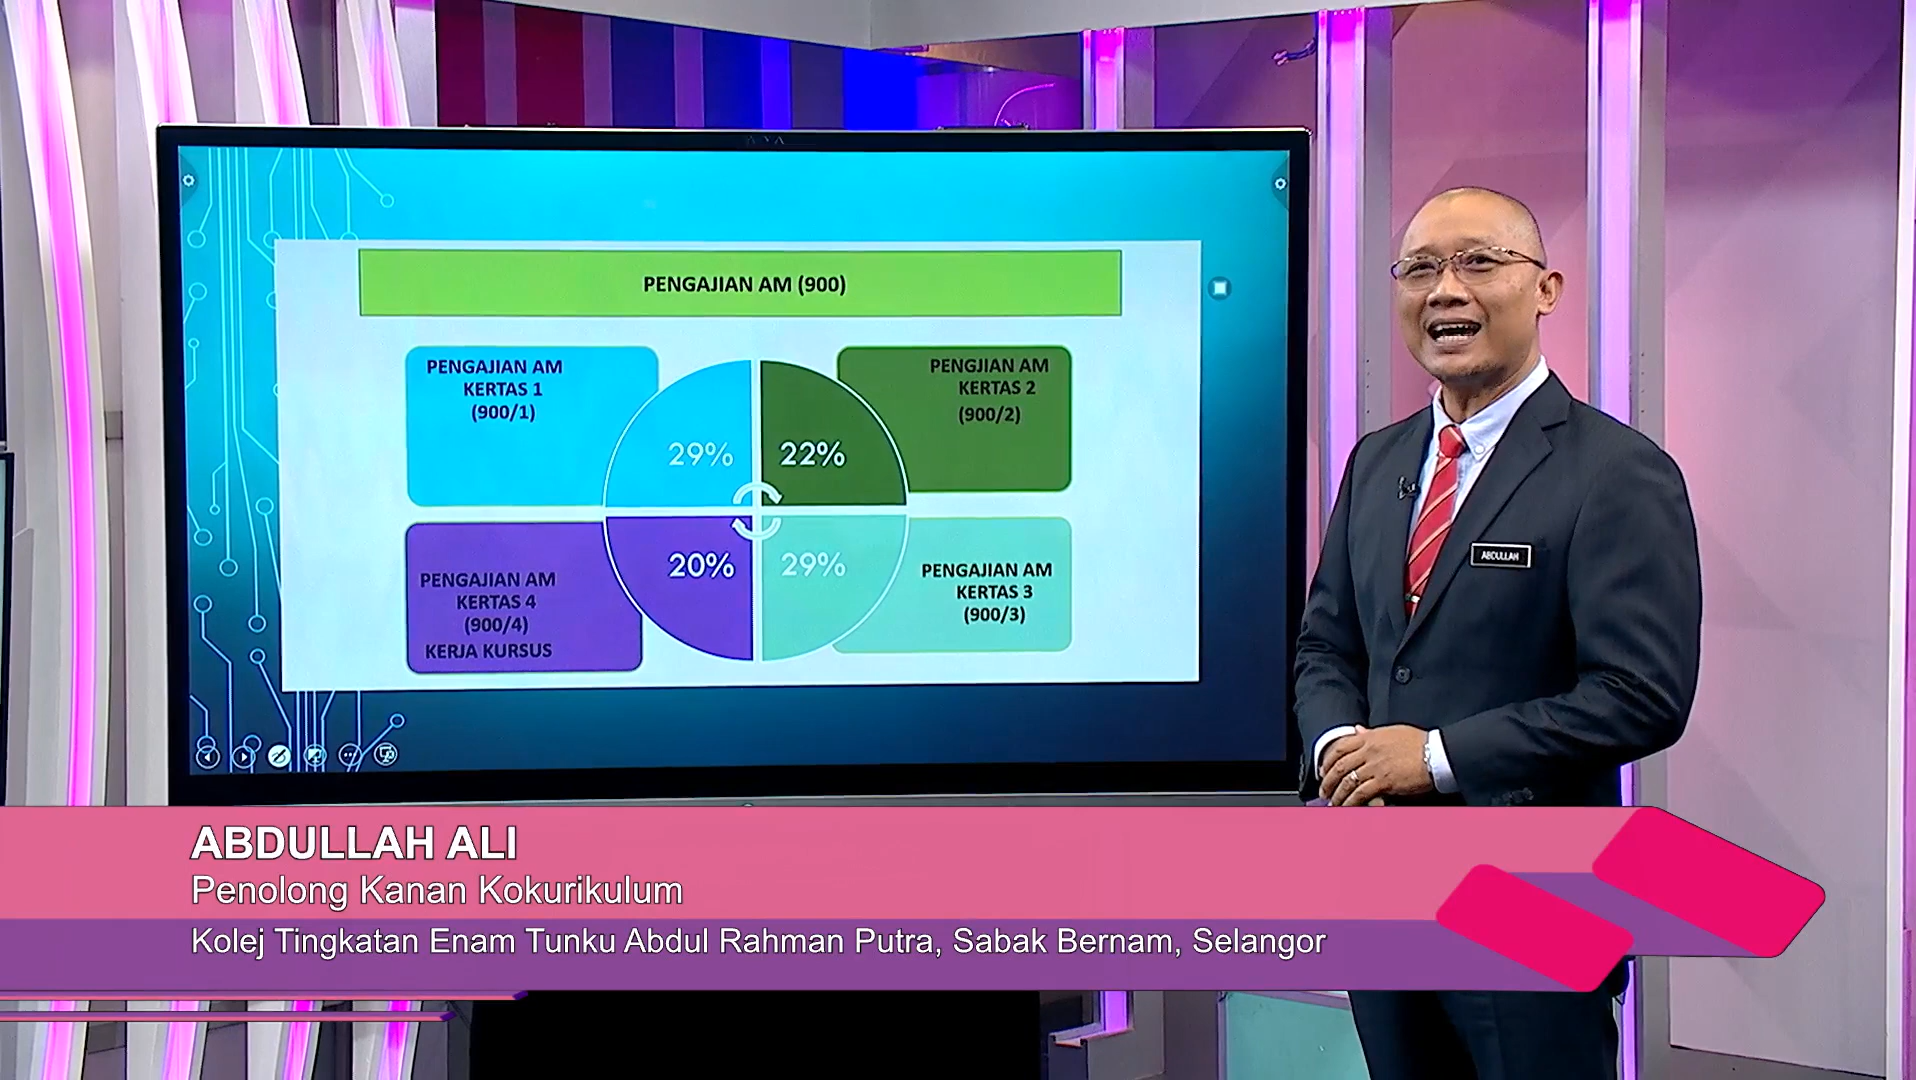 PENGAJIAN AM (900)
PENGAJIAN AM
KERTAS 1
(900/1)
PENGJIAN AM
KERTAS 2
(900/2)
29%
22%
20%
29%
PENGAJIAN AM
KERTAS 4
(900/4)
KERJA KURSUS
PENGAJIAN AM
KERTAS 3
(900/3)
ABDULLAH
ABDULLAH ALI
Penolong Kanan Kokurikulum
Kolej Tingkatan Enam Tunku Abdul Rahman Putra, Sabak Bernam, Selangor